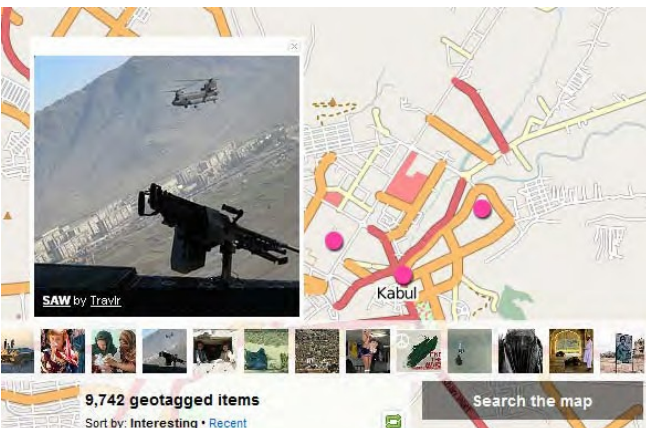 SAW by Travlr
Kabul
9,742 geotagged items
Search the map
Sort by: Interesting • Recent